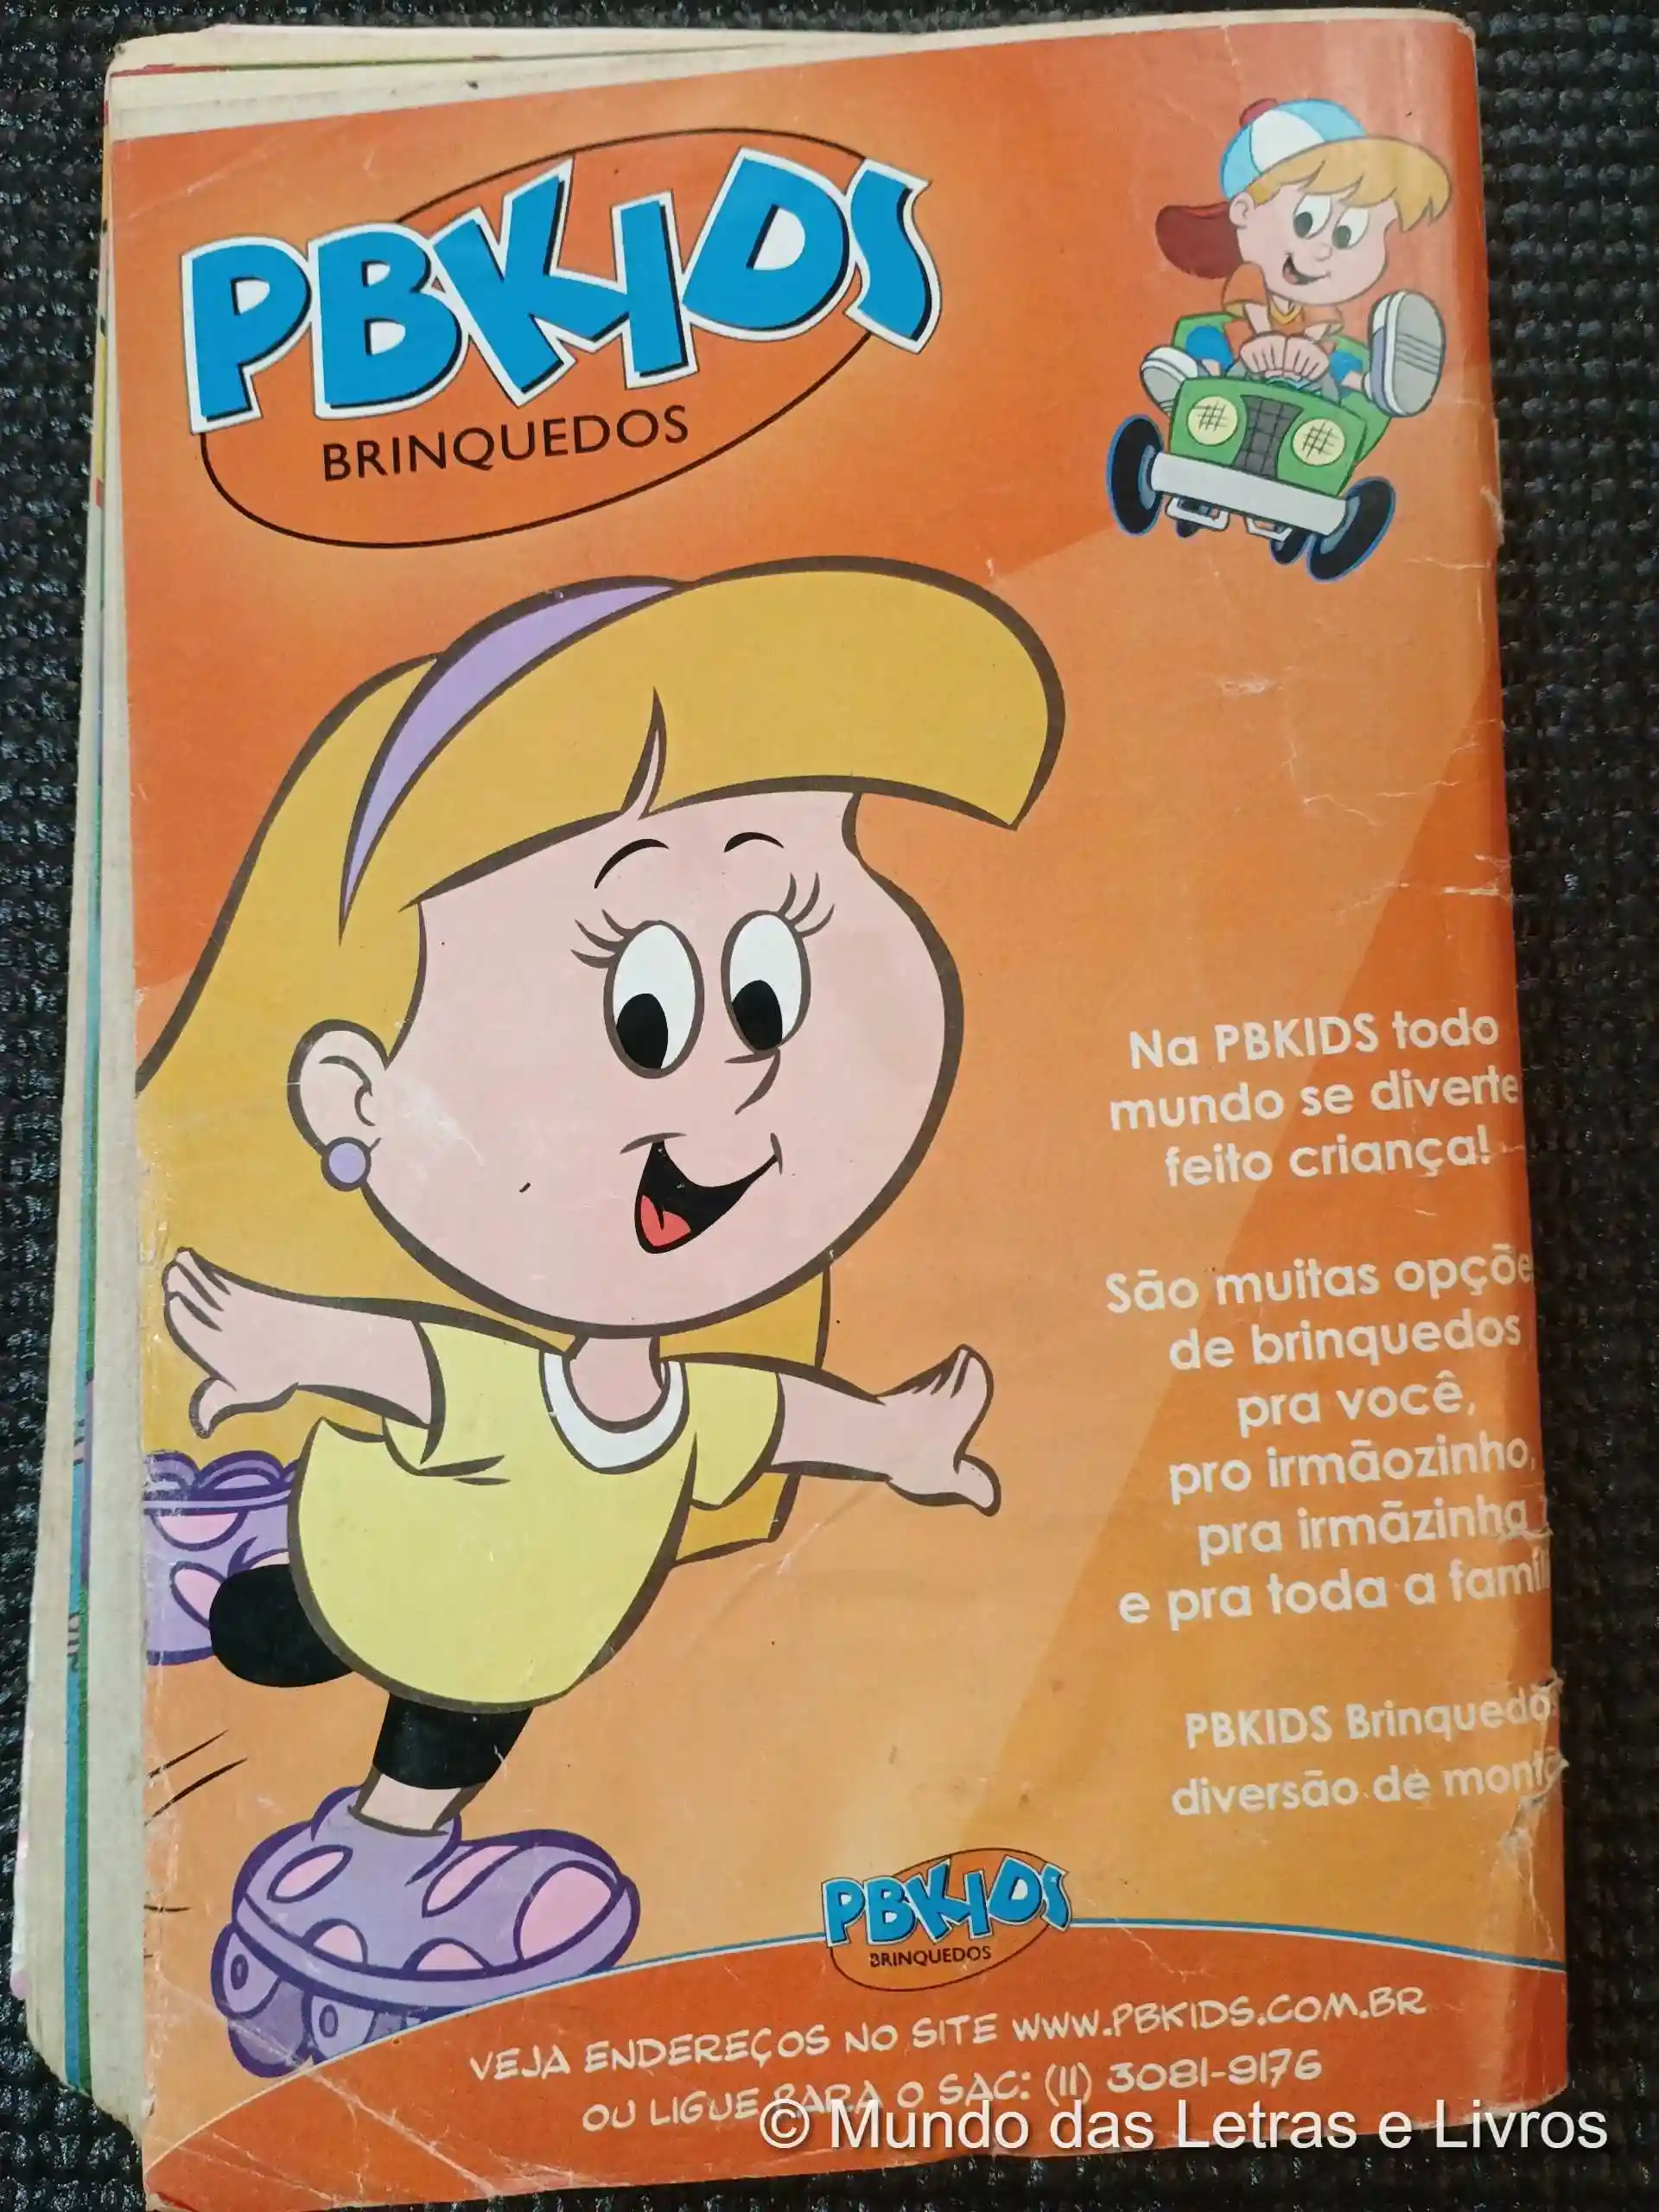 PBKIDS
BRINQUEDOS
Na PBKIDS todo
mundo se diverte
feito criança!
São muitas opçõe
de brinquedos
pra você,
pro irmãozinho,
pra irmãzinha
e pra toda a famíl
PBKIDS Brinquedo
diversão de mont
PBKIDS
BRINQUEDOS
VEJA ENDEREÇOS NO SITE WWW.PBKIDS.COM.BR
OU LIGUE PARA O SAC: (11) 3081-9176
© Mundo das Letras e Livros